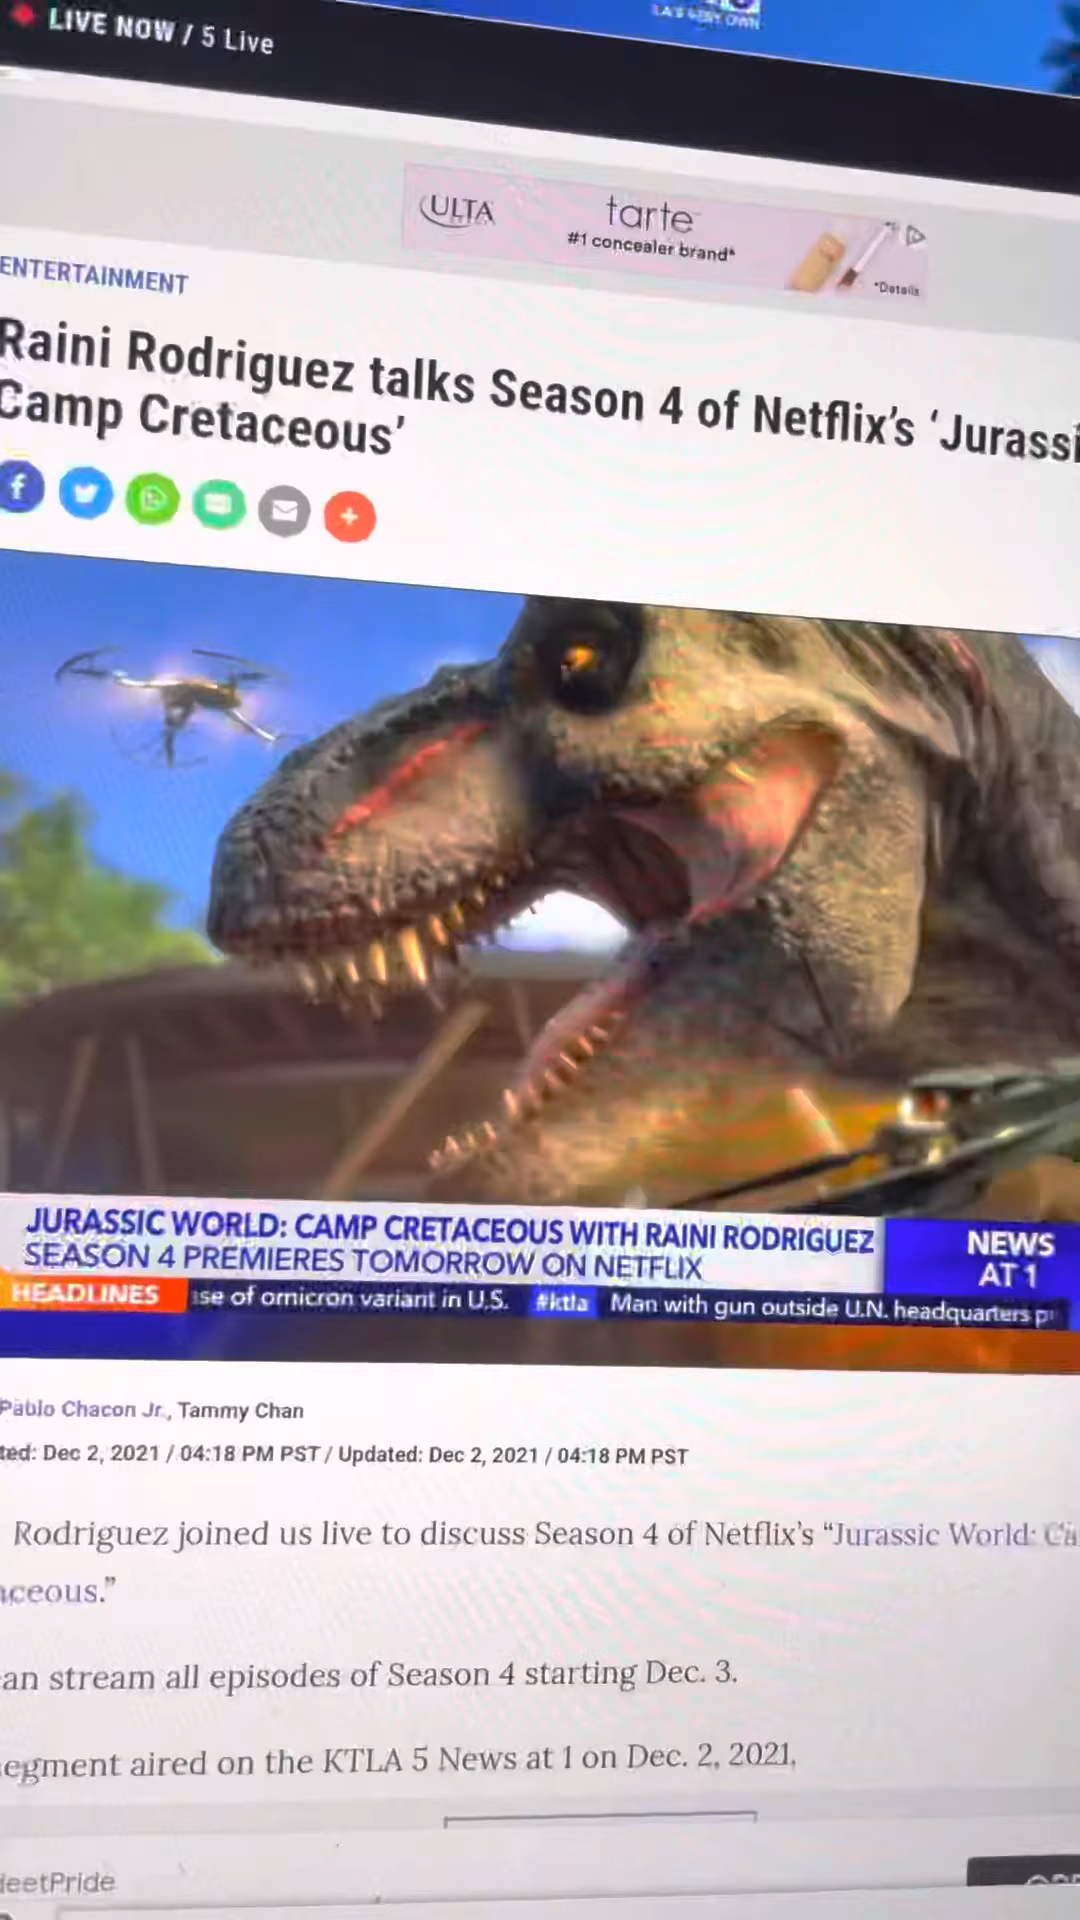 LIVE NOW / 5 Live
LA'S VERY OWN
ULTA
tarte
#1 concealer brand*
*Details
ENTERTAINMENT
Raini Rodriguez talks Season 4 of Netflix's ‘Jurassi
Camp Cretaceous’
JURASSIC WORLD: CAMP CRETACEOUS WITH RAINI RODRIGUEZ
SEASON 4 PREMIERES TOMORROW ON NETFLIX
NEWS
AT 1
HEADLINES
se of omicron variant in U.S. #ktla Man with gun outside U.N. headquarters
Pablo Chacon Jr., Tammy Chan
ted: Dec 2, 2021 / 04:18 PM PST / Updated: Dec 2, 2021 / 04:18 PM PST
Rodriguez joined us live to discuss Season 4 of Netflix's “Jurassic World: Ca
aceous.”
an stream all episodes of Season 4 starting Dec. 3.
egment aired on the KTLA 5 News at 1 on Dec. 2, 2021.
eetPride